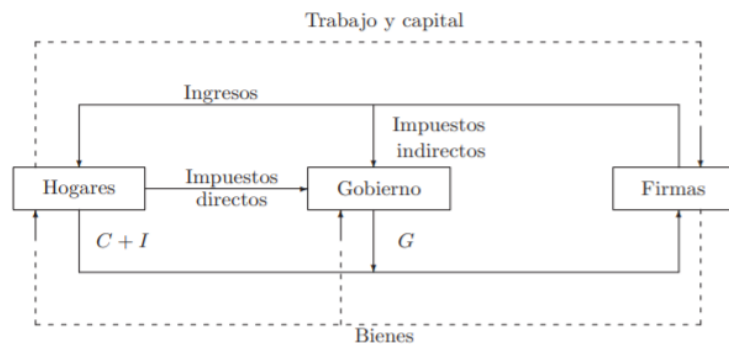 Trabajo y capital
Ingresos
Impuestos
indirectos
Hogares
Impuestos
directos
Gobierno
Firmas
C + I
G
Bienes